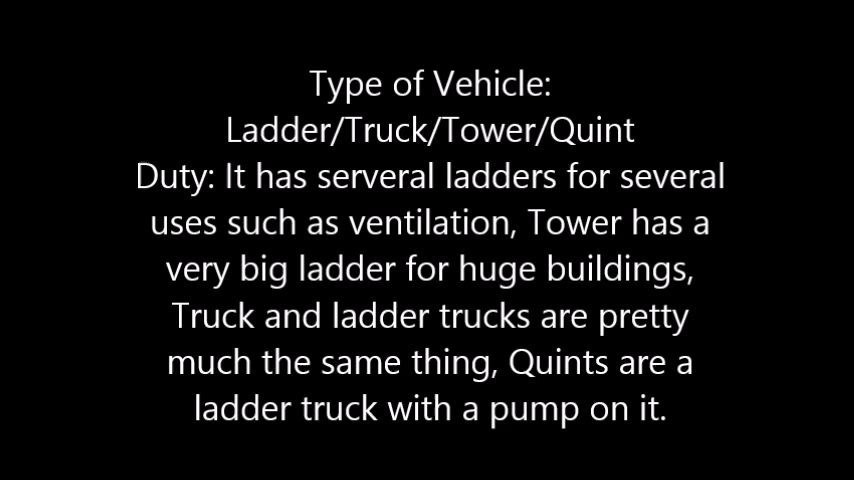 Type of Vehicle:
Ladder/Truck/Tower/Quint
Duty: It has serveral ladders for several
uses such as ventilation, Tower has a
very big ladder for huge buildings,
Truck and ladder trucks are pretty
much the same thing, Quints are a
ladder truck with a pump on it.